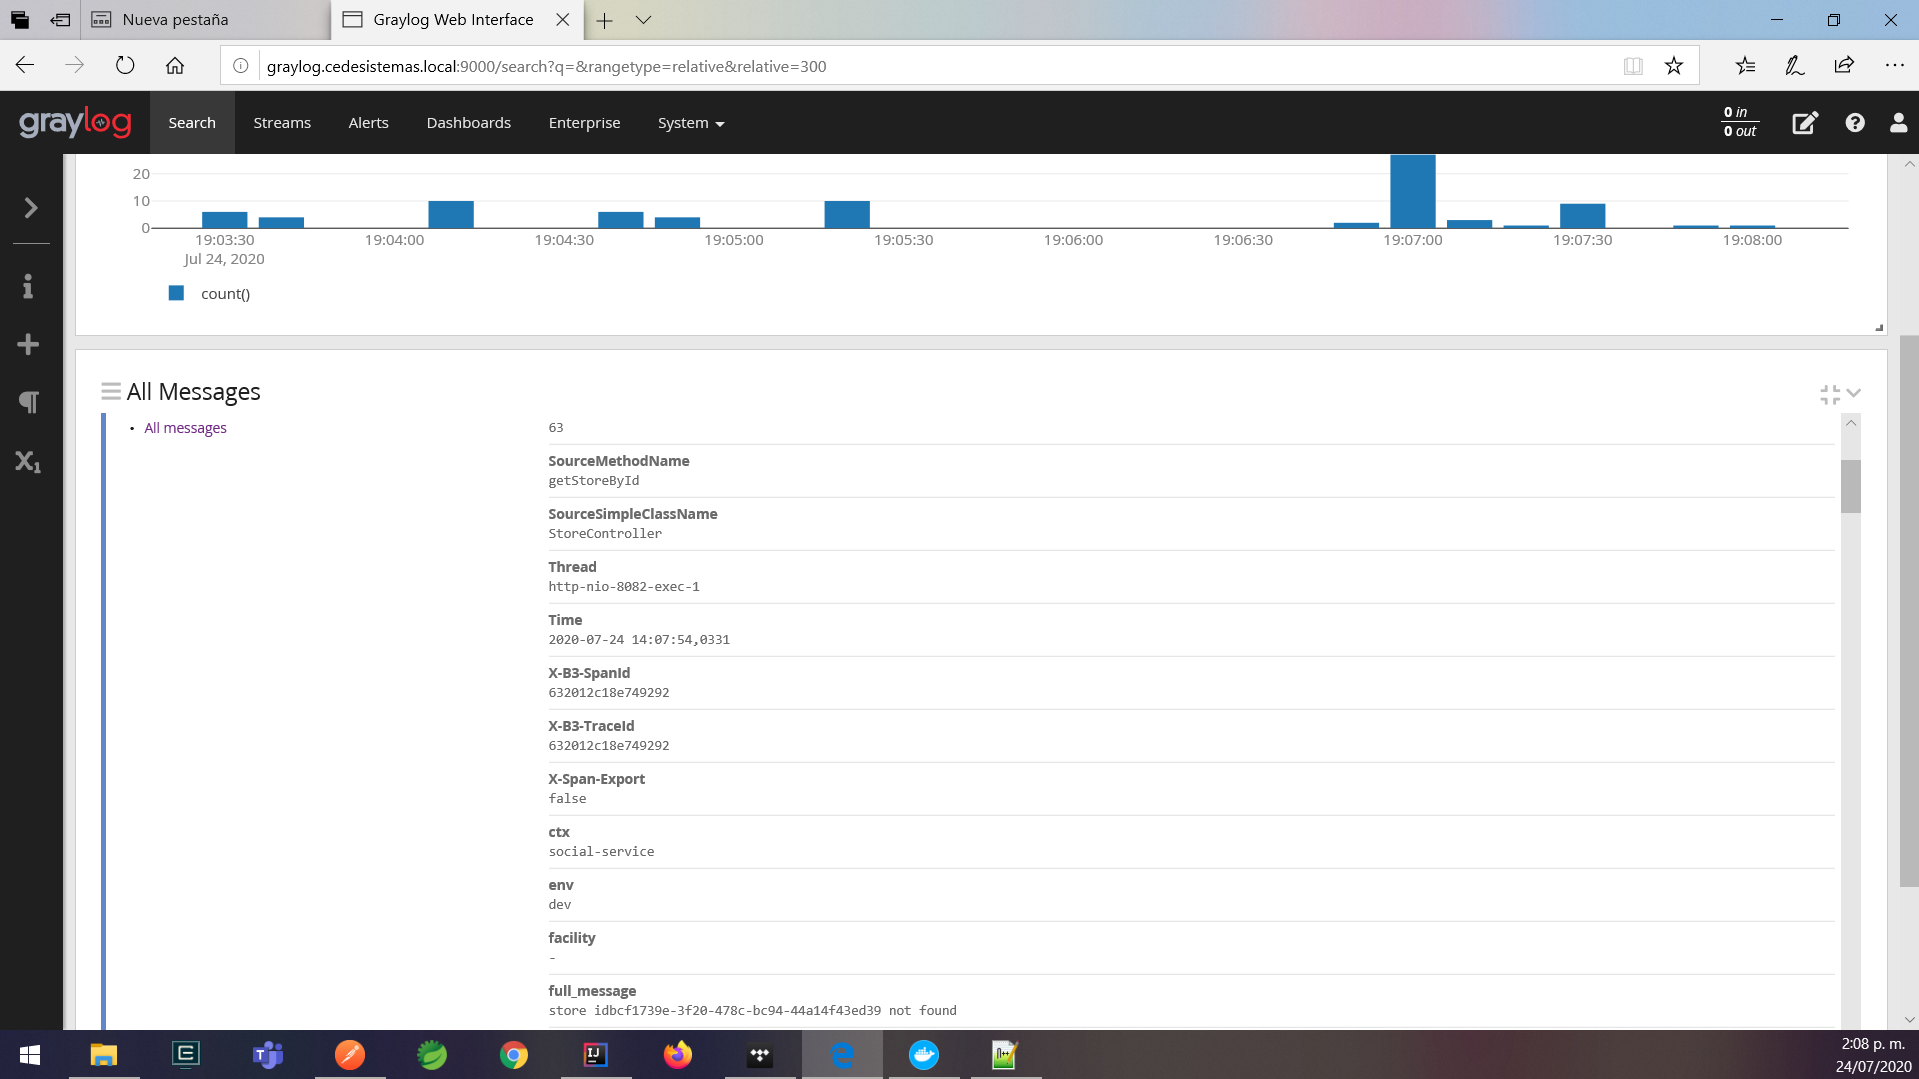 Nueva pestaña
Graylog Web Interface
graylog.cedesistemas.local:9000/search?q=&rangetype=relative&relative=300
graylog
Search
Streams
Alerts
Dashboards
Enterprise
System
0 in
0 out
20
10
0
19:03:30
19:04:00
19:04:30
19:05:00
19:05:30
19:06:00
19:06:30
19:07:00
19:07:30
19:08:00
Jul 24, 2020
count()
X1
All Messages
• All messages
63
SourceMethodName
getStoreById
SourceSimpleClassName
StoreController
Thread
http-nio-8082-exec-1
Time
2020-07-24 14:07:54,0331
X-B3-SpanId
632012c18e749292
X-B3-TraceId
632012c18e749292
X-Span-Export
false
ctx
social-service
env
dev
facility
-
full_message
store idbcf1739e-3f20-478c-bc94-44a14f43ed39 not found
2:08 p. m.
24/07/2020